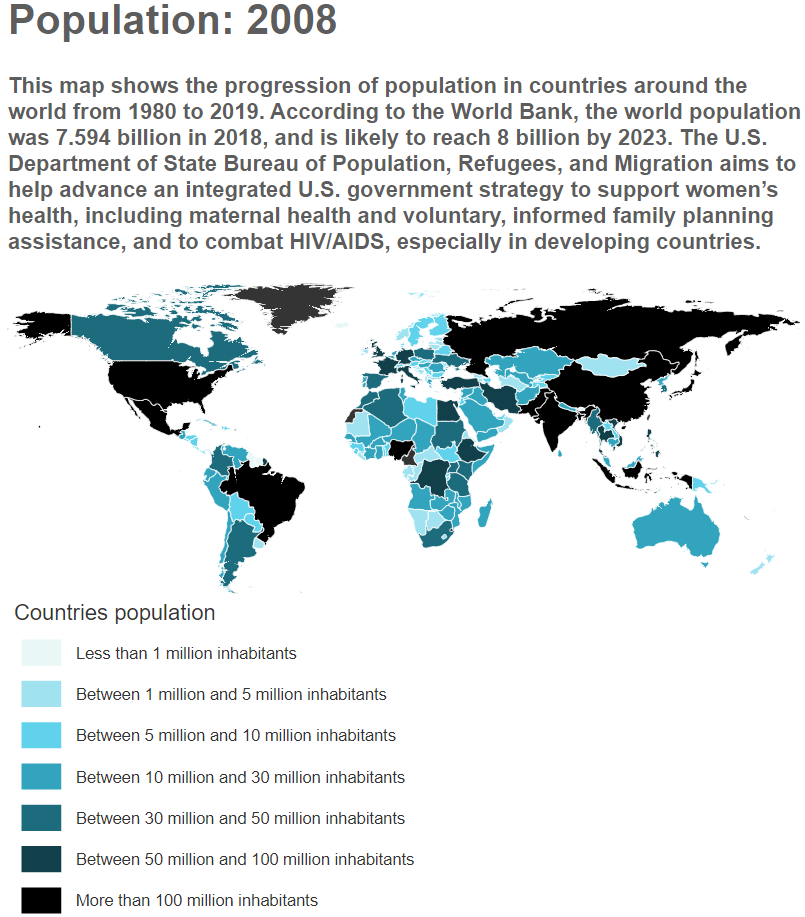 Population: 2008
This map shows the progression of population in countries around the
world from 1980 to 2019. According to the World Bank, the world population
was 7.594 billion in 2018, and is likely to reach 8 billion by 2023. The U.S.
Department of State Bureau of Population, Refugees, and Migration aims to
help advance an integrated U.S. government strategy to support women’s
health, including maternal health and voluntary, informed family planning
assistance, and to combat HIV/AIDS, especially in developing countries.
Countries population
Less than 1 million inhabitants
Between 1 million and 5 million inhabitants
Between 5 million and 10 million inhabitants
Between 10 million and 30 million inhabitants
Between 30 million and 50 million inhabitants
Between 50 million and 100 million inhabitants
More than 100 million inhabitants